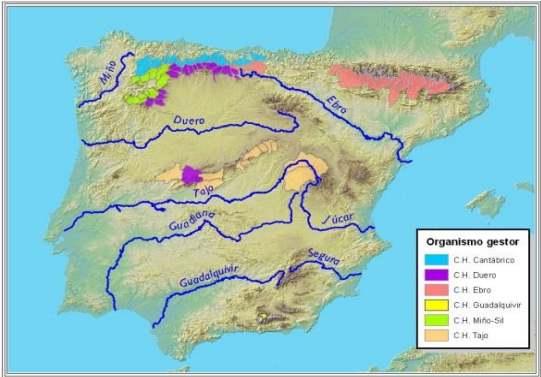 Miño
Ebro
Duero
Tajo
Guadiana
Júcar
Segura
Guadalquivir
Organismo gestor
C.H. Cantábrico
C.H. Duero
C.H. Ebro
C.H. Guadalquivir
C.H. Miño-Sil
C.H. Tajo